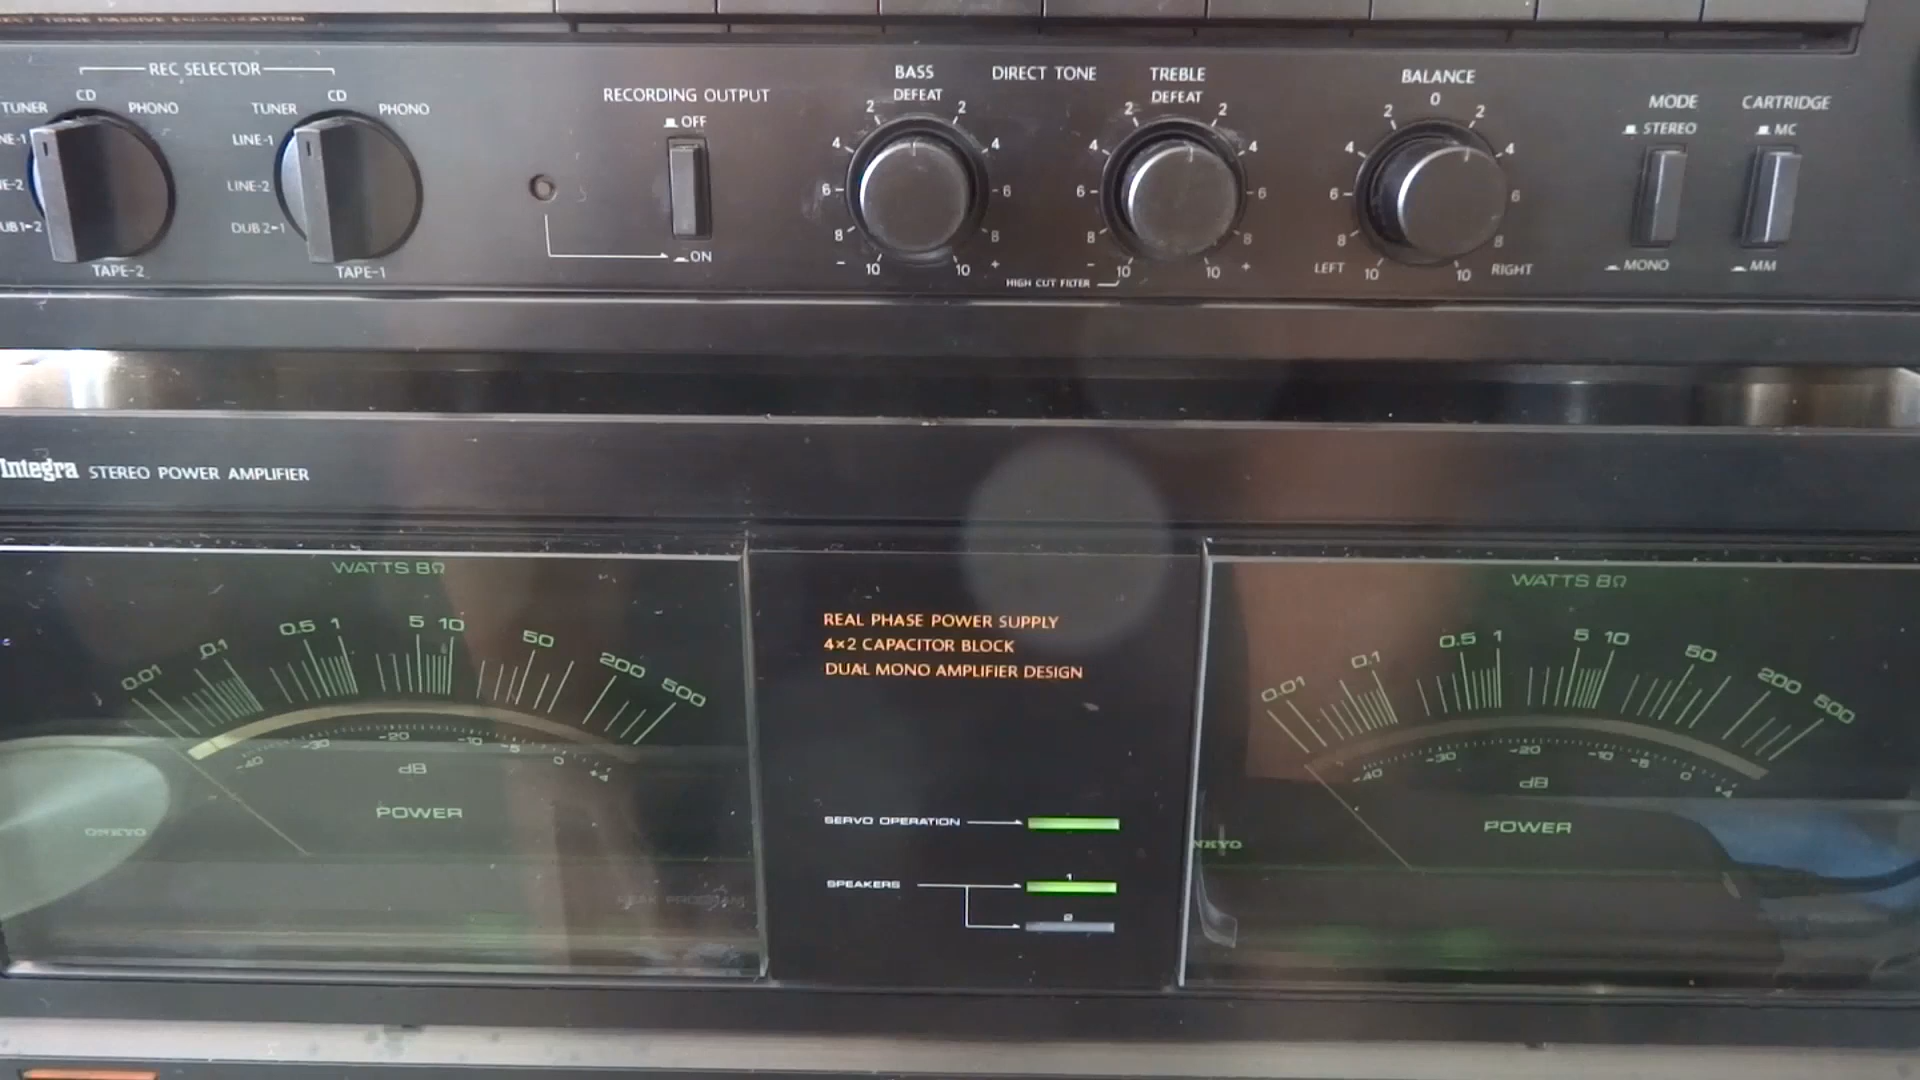 DIRECT TONE PASSIVE EQUALIZATION
REC SELECTOR
TUNER CD PHONO
LINE-1
LINE-2
DUB 1-2
TAPE-2
TUNER CD PHONO
LINE-1
LINE-2
DUB 2-1
TAPE-1
RECORDING OUTPUT
OFF
ON
BASS
DEFEAT
2 2
4 4
6 6
8 8
- 10 10 +
DIRECT TONE
TREBLE
DEFEAT
2 2
4 4
6 6
8 8
- 10 10 +
HIGH CUT FILTER
BALANCE
0
2 2
4 4
6 6
8 8
LEFT 10 10 RIGHT
MODE
STEREO
MONO
CARTRIDGE
MC
MM
Integra STEREO POWER AMPLIFIER
WATTS 8Ω
0.01 0.1 0.5 1 5 10 50 200 500
-40 -30 -20 -10 -5 0 +4
dB
POWER
ONKYO
PEAK PROGRAM
REAL PHASE POWER SUPPLY
4×2 CAPACITOR BLOCK
DUAL MONO AMPLIFIER DESIGN
SERVO OPERATION
SPEAKERS 1
2
WATTS 8Ω
0.01 0.1 0.5 1 5 10 50 200 500
-40 -30 -20 -10 -5 0 +4
dB
POWER
NKYO